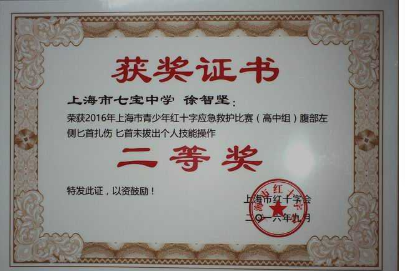 获奖证书
上海市七宝中学 徐智坚：
荣获2016年上海市青少年红十字应急救护比赛（高中组）腹部左
侧匕首扎伤 匕首未拔出个人技能操作
二等奖
特发此证，以资鼓励！
上海市红十字会
二〇一六年九月